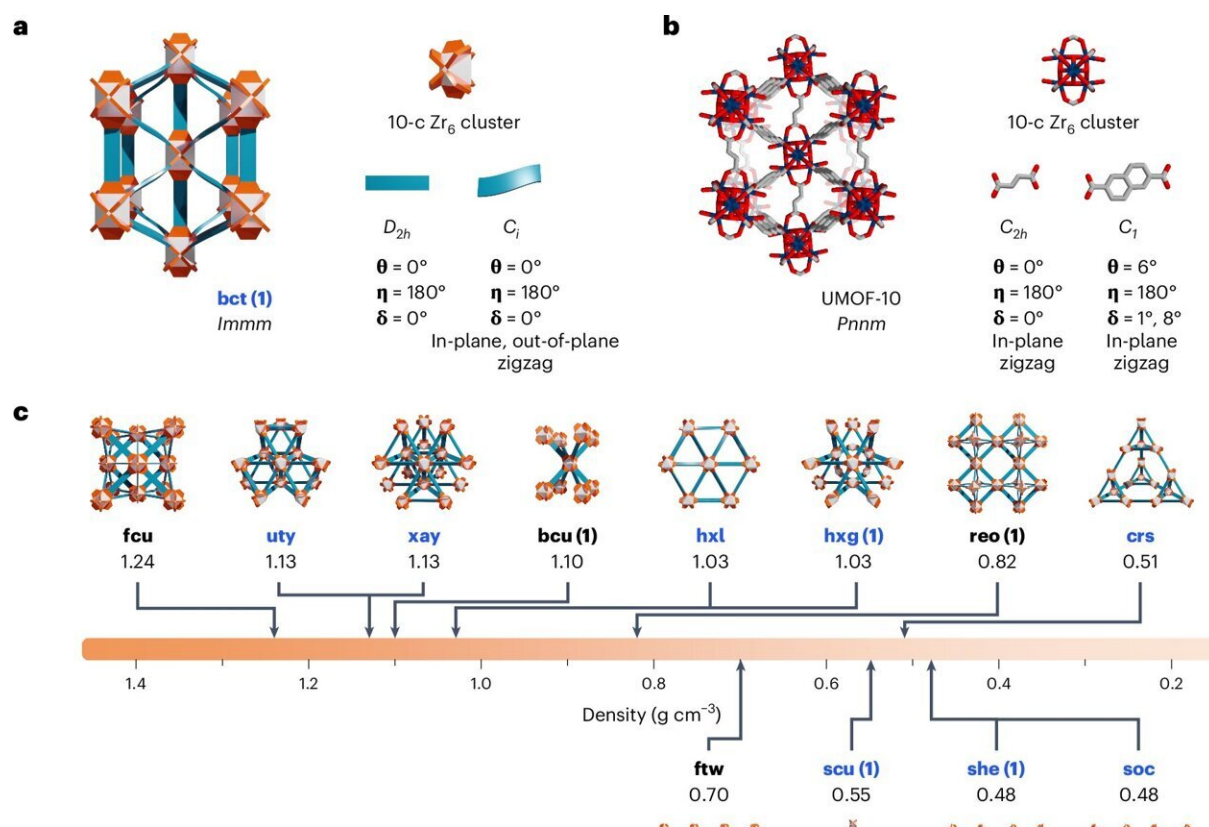 a
10-c Zr6 cluster
D2h
Ci
θ = 0°
θ = 0°
η = 180°
η = 180°
δ = 0°
δ = 0°
In-plane, out-of-plane
zigzag
bct (1)
Immm
b
10-c Zr6 cluster
C2h
C1
θ = 0°
θ = 6°
η = 180°
η = 180°
δ = 0°
δ = 1°, 8°
In-plane
zigzag
In-plane
zigzag
UMOF-10
Pnnm
c
fcu
uty
xay
bcu (1)
hxl
hxg (1)
reo (1)
crs
1.24
1.13
1.13
1.10
1.03
1.03
0.82
0.51
1.4
1.2
1.0
0.8
0.6
0.4
0.2
Density (g cm−3)
ftw
scu (1)
she (1)
soc
0.70
0.55
0.48
0.48